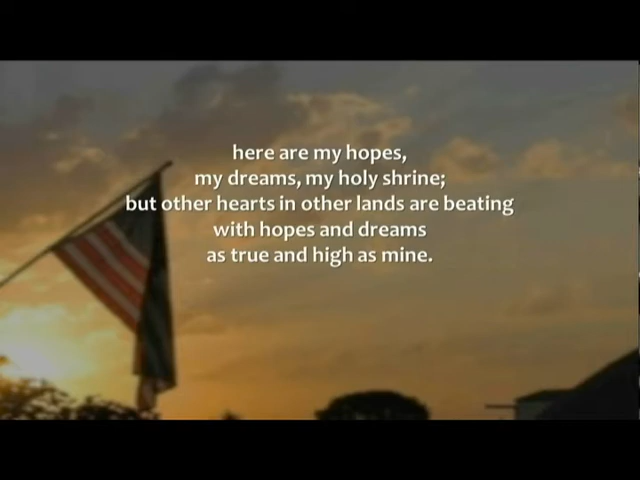 here are my hopes,
my dreams, my holy shrine;
but other hearts in other lands are beating
with hopes and dreams
as true and high as mine.